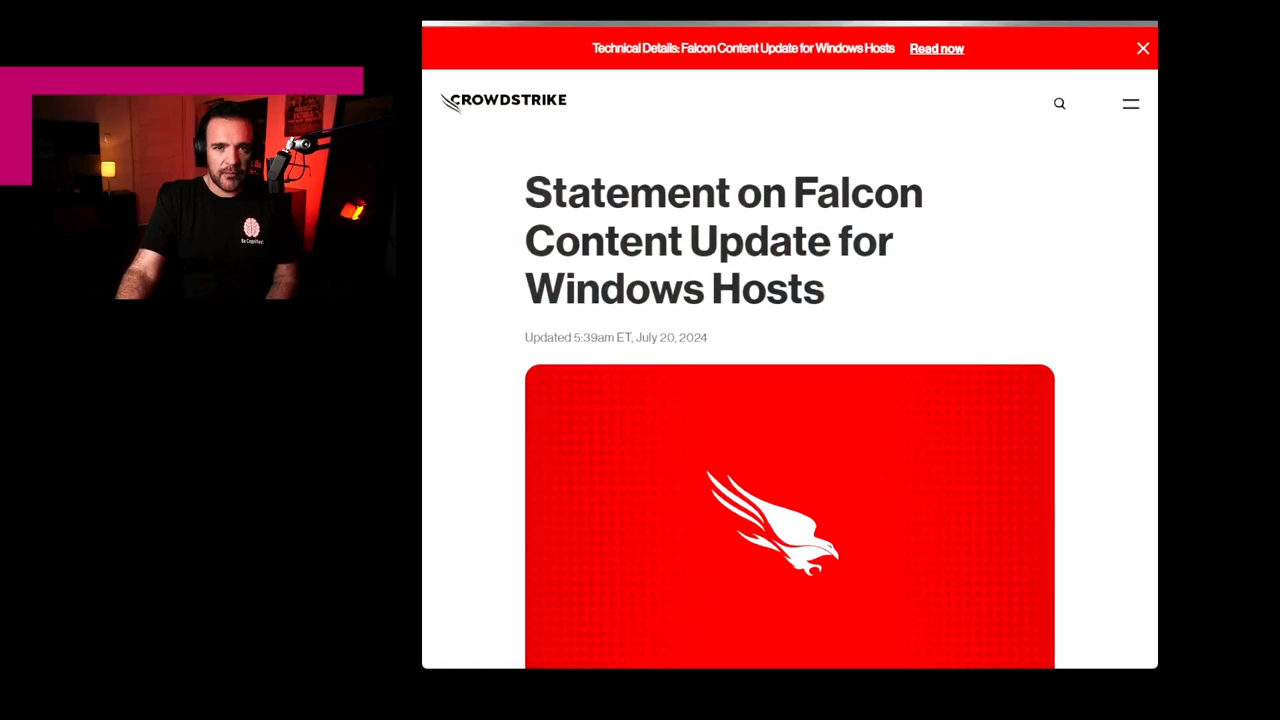 Technical Details: Falcon Content Update for Windows Hosts Read now
CROWDSTRIKE
Statement on Falcon
Content Update for
Windows Hosts
Updated 5:39am ET, July 20, 2024